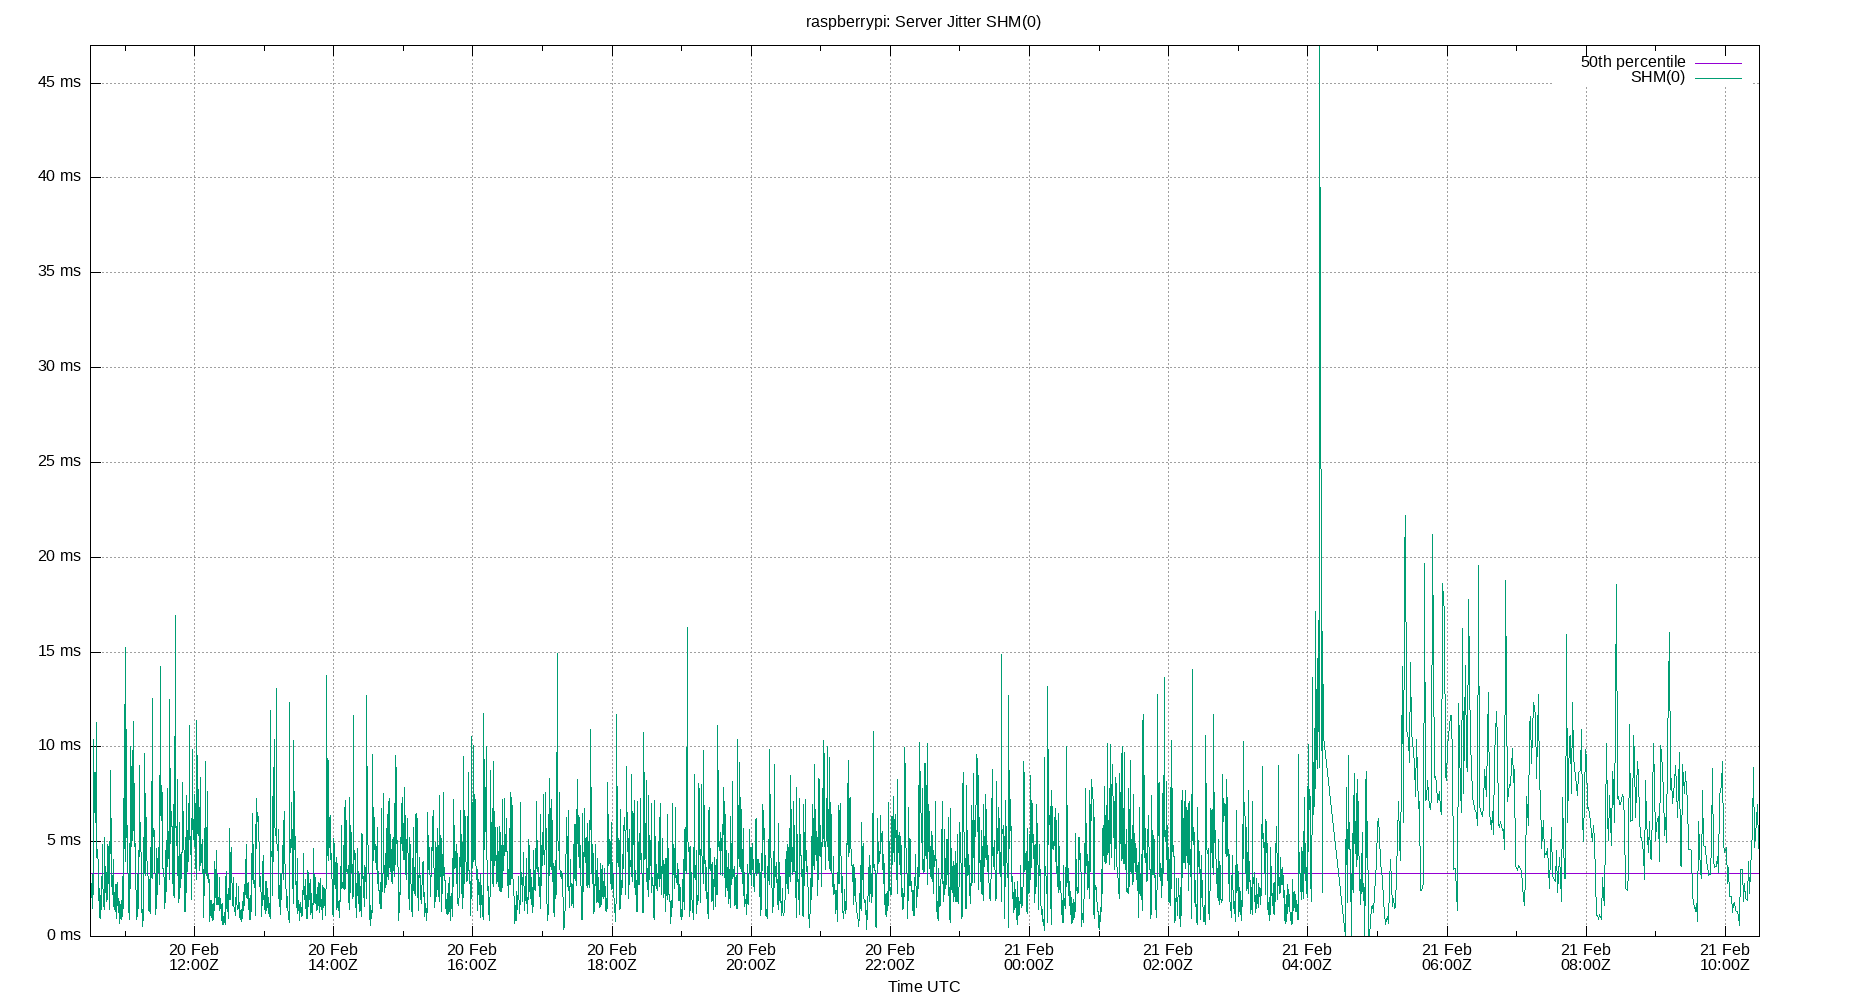 raspberrypi: Server Jitter SHM(0)
50th percentile
SHM(0)
45 ms
40 ms
35 ms
30 ms
25 ms
20 ms
15 ms
10 ms
5 ms
0 ms
20 Feb 20 Feb 20 Feb 20 Feb 20 Feb 20 Feb 21 Feb 21 Feb 21 Feb 21 Feb 21 Feb 21 Feb
12:00Z 14:00Z 16:00Z 18:00Z 20:00Z 22:00Z 00:00Z 02:00Z 04:00Z 06:00Z 08:00Z 10:00Z
Time UTC